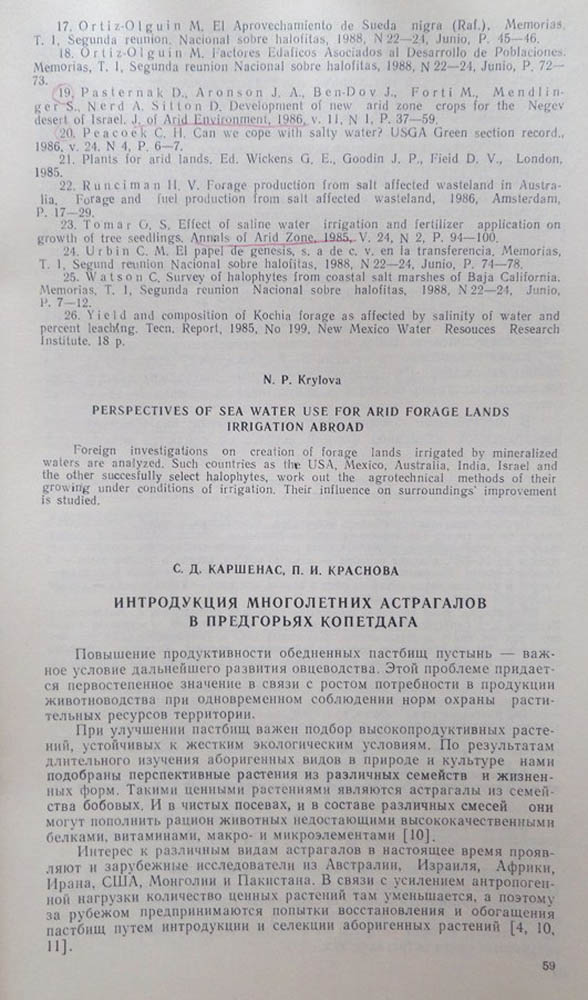 17. Ortiz-Olguin M. El Aprovechamiento de Sueda nigra (Raf.), Memorias,
T. 1, Segunda reunion. Nacional sobre halofitas, 1988, N 22—24, Junio, P. 45—46.
18. Ortiz-Olguin M. Factores Edaficos Asociados al Desarrollo de Poblaciones.
Memorias, T. 1, Segunda reunion Nacional sobre halofitas, 1988, N 22—24, Junio, P. 72—
73.
19. Pasternak D., Aronson J. A., Ben-Dov J., Forti M., Mendlin-
ger S., Nerd A. Sitton D. Development of new arid zone crops for the Negev
desert of Israel. J. of Arid Environment, 1986, v. 11, N 1, P. 37—59.
20. Peacock C. H. Can we cope with salty water? USGA Green section record.,
1986, v. 24. N 4, P. 6—7.
21. Plants for arid lands. Ed. Wickens G. E., Goodin J. P., Fieid D. V., London,
1985.
22. Runciman H. V. Forage production from salt affected wasteland in Austra-
lia, Forage and fuel production from salt affected wasteland, 1986, Amsterdam,
P. 17—29.
23. Tomar O. S. Effect of saline water irrigation and fertilizer application on
growth of tree seedlings. Annals of Arid Zone, 1985, V. 24, N 2, P. 94—100.
24. Urbin C. M. El papel de genesis, s. a de c. v. en la transferencia, Memorias,
T. 1, Segund reunion Nacional sobre halofitas, 1988, N 22—24, Junio, P. 74—78.
25. Watson C. Survey of halophytes from coastal salt marshes of Baja California.
Memorias, T. 1, Segunda reunion Nacional sobre halofitas, 1988, N 22—24, Junio,
P. 7—12.
26. Yield and composition of Kochia forage as affected by salinity of water and
percent leaching. Tecn. Report, 1985, No 199, New Mexico Water Resouces Research
Institute. 18 p.
N. P. Krylova
PERSPECTIVES OF SEA WATER USE FOR ARID FORAGE LANDS
IRRIGATION ABROAD
Foreign investigations on creation of forage lands irrigated by mineralized
waters are analyzed. Such countries as the USA, Mexico, Australia, India, Israel and
the other succesfully select halophytes, work out the agrotechnical methods of their
growing under conditions of irrigation. Their influence on surroundings' improvement
is studied.
С. Д. КАРШЕНАС, П. И. КРАСНОВА
ИНТРОДУКЦИЯ МНОГОЛЕТНИХ АСТРАГАЛОВ
В ПРЕДГОРЬЯХ КОПЕТДАГА
Повышение продуктивности обедненных пастбищ пустынь — важ-
ное условие дальнейшего развития овцеводства. Этой проблеме придает-
ся первостепенное значение в связи с ростом потребности в продукции
животноводства при одновременном соблюдении норм охраны расти-
тельных ресурсов территории.
При улучшении пастбищ важен подбор высокопродуктивных расте-
ний, устойчивых к жестким экологическим условиям. По результатам
длительного изучения аборигенных видов в природе и культуре нами
подобраны перспективные растения из различных семейств и жизнен-
ных форм. Такими ценными растениями являются астрагалы из семей-
ства бобовых. И в чистых посевах, и в составе различных смесей они
могут пополнить рацион животных недостающими высококачественными
белками, витаминами, макро- и микроэлементами [10].
Интерес к различным видам астрагалов в настоящее время прояв-
ляют и зарубежные исследователи из Австралии, Израиля, Африки,
Ирана, США, Монголии и Пакистана. В связи с усилением антропоген-
ной нагрузки количество ценных растений там уменьшается, а поэтому
за рубежом предпринимаются попытки восстановления и обогащения
пастбищ путем интродукции и селекции аборигенных растений [4, 10,
11].
59